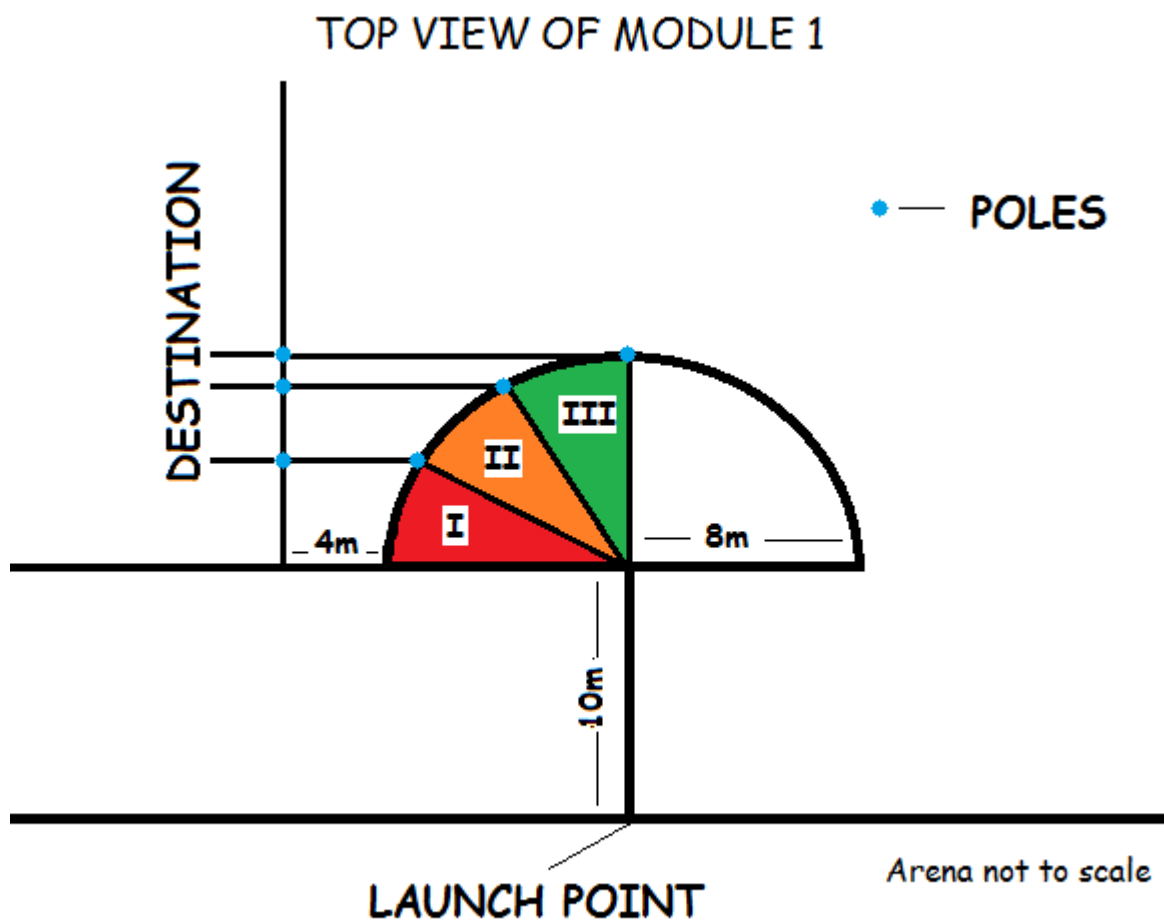 TOP VIEW OF MODULE 1
DESTINATION
POLES
III
II
I
4m
8m
10m
Arena not to scale
LAUNCH POINT